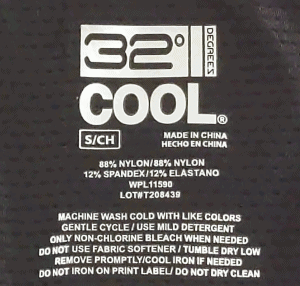 32° DEGREES
COOL®
S/CH
MADE IN CHINA
HECHO EN CHINA
88% NYLON/88% NYLON
12% SPANDEX/12% ELASTANO
WPL11590
LOT#T208439
MACHINE WASH COLD WITH LIKE COLORS
GENTLE CYCLE / USE MILD DETERGENT
ONLY NON-CHLORINE BLEACH WHEN NEEDED
DO NOT USE FABRIC SOFTENER / TUMBLE DRY LOW
REMOVE PROMPTLY/COOL IRON IF NEEDED
DO NOT IRON ON PRINT LABEL/ DO NOT DRY CLEAN